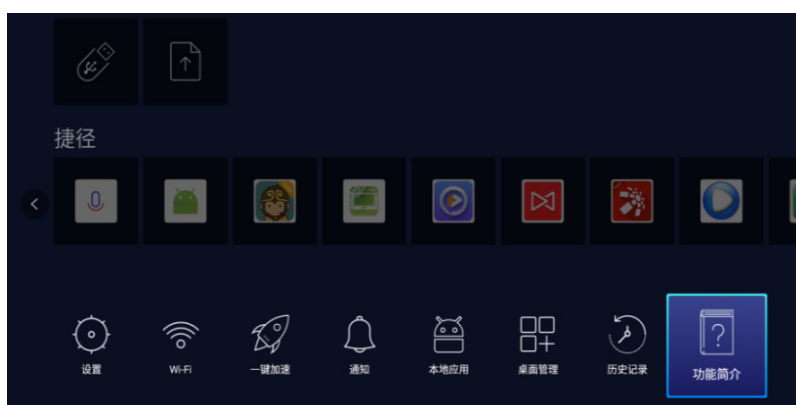 捷径
设置
Wi-Fi
一键加速
通知
本地应用
桌面管理
历史记录
功能简介